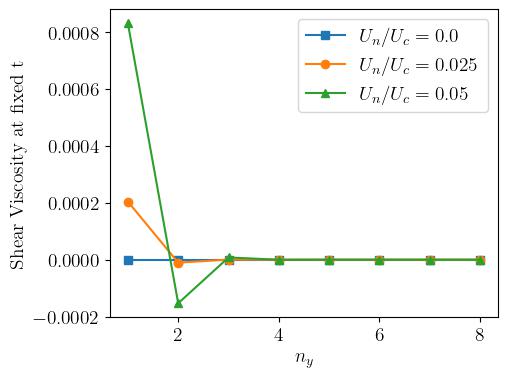 U_n/U_c = 0.0
U_n/U_c = 0.025
U_n/U_c = 0.05
Shear Viscosity at fixed t
0.0008
0.0006
0.0004
0.0002
0.0000
−0.0002
2 4 6 8
n_y